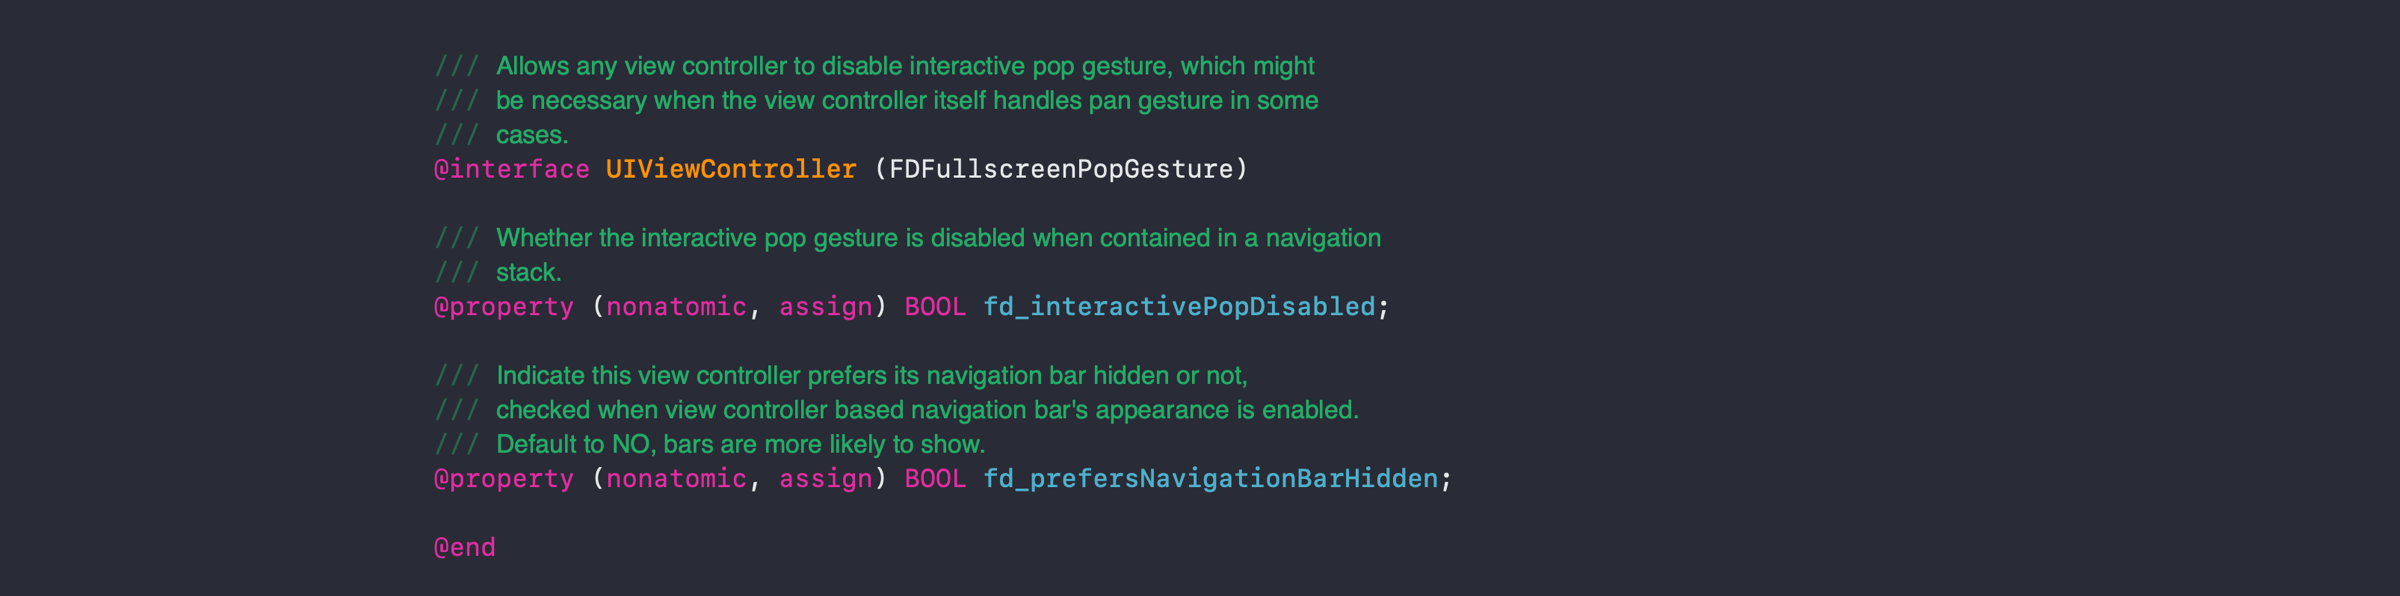 /// Allows any view controller to disable interactive pop gesture, which might
/// be necessary when the view controller itself handles pan gesture in some
/// cases.
@interface UIViewController (FDFullscreenPopGesture)
/// Whether the interactive pop gesture is disabled when contained in a navigation
/// stack.
@property (nonatomic, assign) BOOL fd_interactivePopDisabled;
/// Indicate this view controller prefers its navigation bar hidden or not,
/// checked when view controller based navigation bar's appearance is enabled.
/// Default to NO, bars are more likely to show.
@property (nonatomic, assign) BOOL fd_prefersNavigationBarHidden;
@end